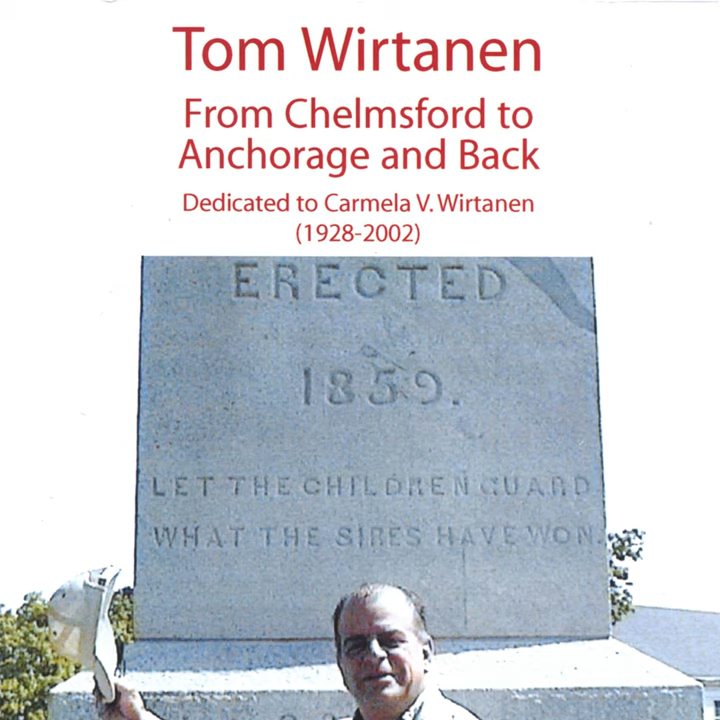 Tom Wirtanen
From Chelmsford to
Anchorage and Back
Dedicated to Carmela V. Wirtanen
(1928-2002)
ERECTED
1859.
LET THE CHILDREN GUARD
WHAT THE SIRES HAVE WON.